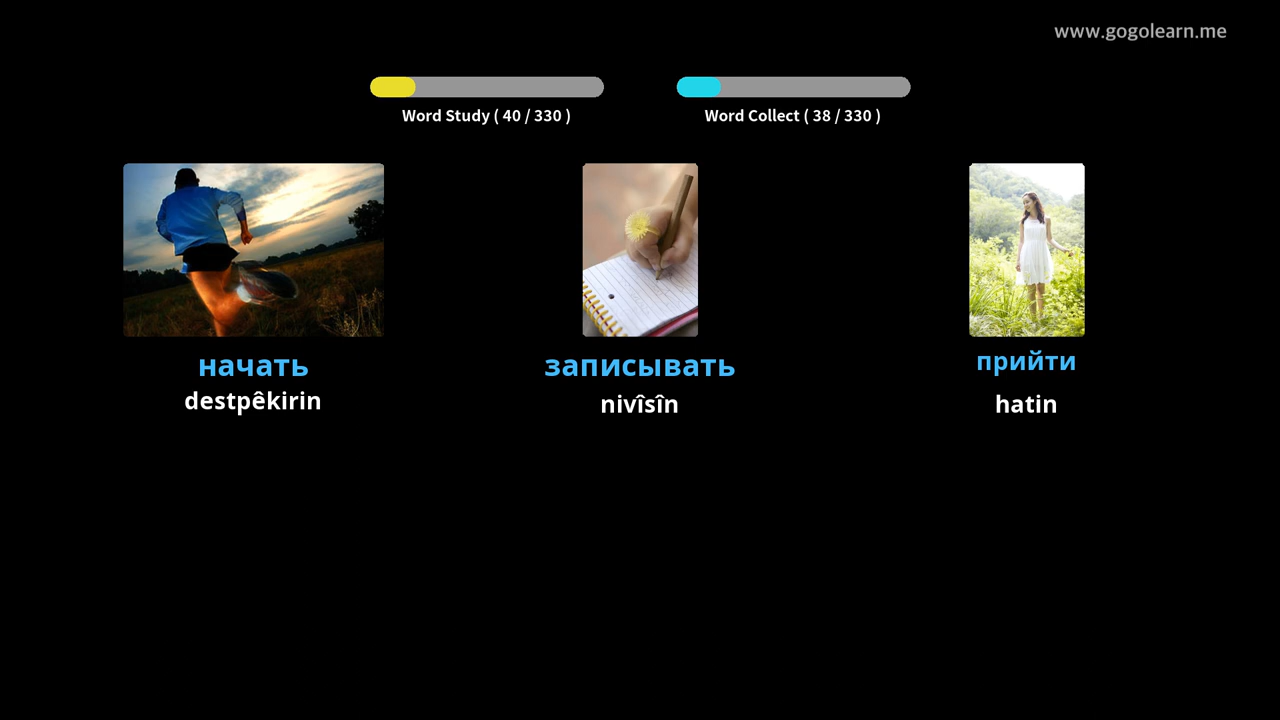 www.gogolearn.me
Word Study ( 40 / 330 )
Word Collect ( 38 / 330 )
начать
destpêkirin
записывать
nivîsîn
прийти
hatin